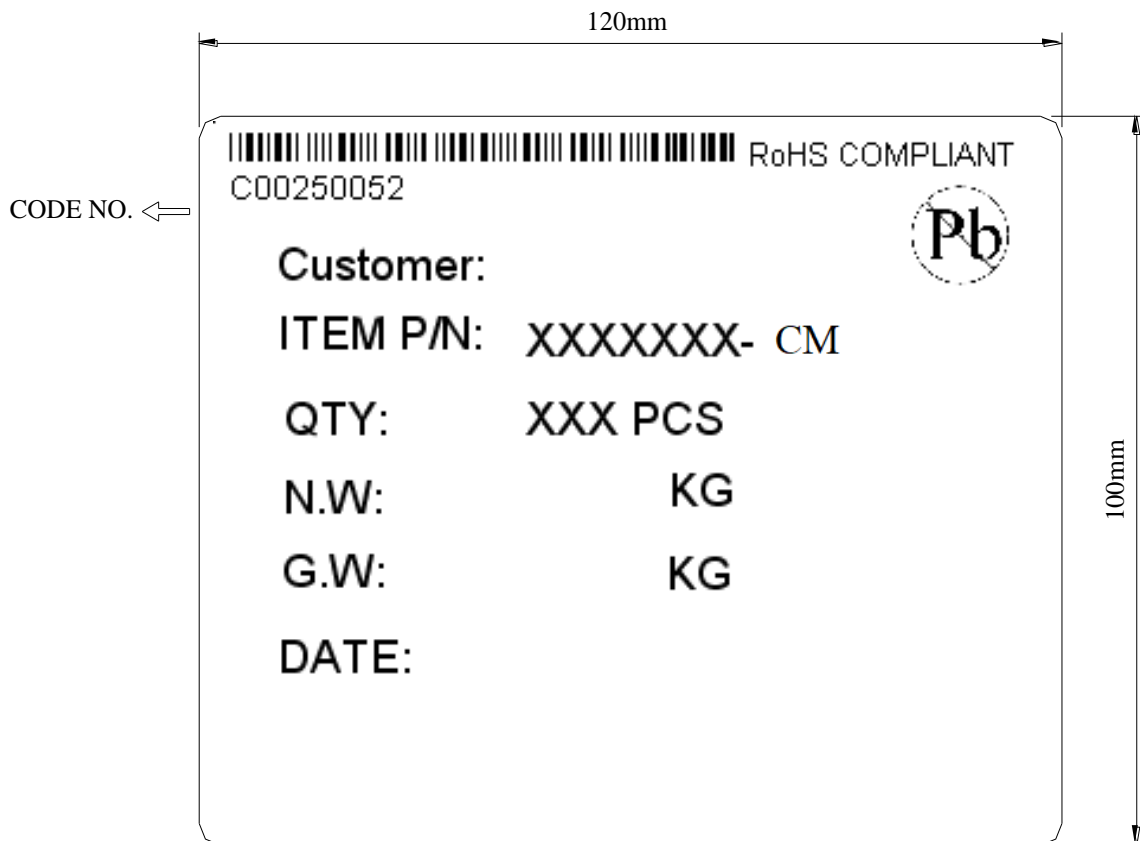 120mm
RoHS COMPLIANT
C00250052
CODE NO.
Pb
Customer:
ITEM P/N: XXXXXXX- CM
QTY: XXX PCS
N.W: KG
G.W: KG
DATE:
100mm